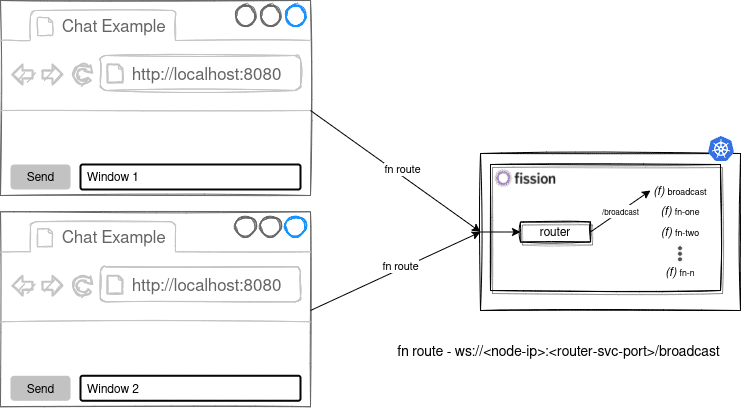 Chat Example
http://localhost:8080
Send
Window 1
fn route
Chat Example
http://localhost:8080
Send
Window 2
fn route
fission
router
/broadcast
(f) broadcast
(f) fn-one
(f) fn-two
(f) fn-n
fn route - ws://<node-ip>:<router-svc-port>/broadcast